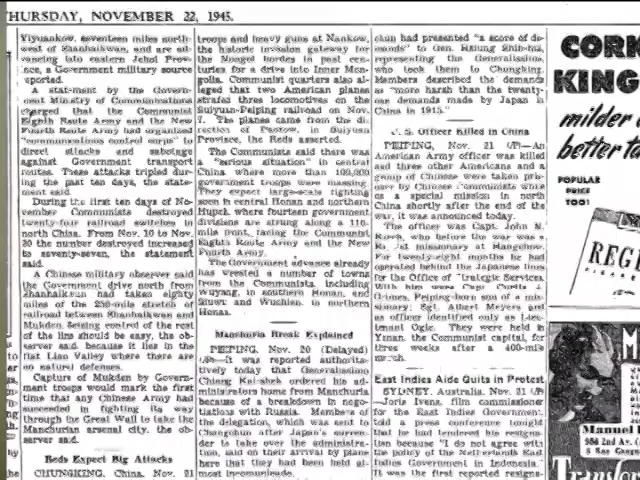 THURSDAY, NOVEMBER 22, 1945.
Yiyuankow, seventeen miles north-
west of Shanhaikwan, and are ad-
vancing into eastern Jehol Prov-
ince, a Government military source
reported.
A statement by the Govern-
ment Ministry of Communications
charged that the Communist
Eighth Route Army and the New
Fourth Route Army had organized
"communications corps" to
direct attacks and sabotage
against Government transport
routes. These attacks tripled dur-
ing the past ten days, the state-
ment said.
During the first ten days of No-
vember Communists destroyed
twenty-four railroad switches in
north China. From Nov. 10 to Nov.
20 the number destroyed increased
to seventy-seven, the statement
said.
A Chinese military observer said
the Government drive north from
Shanhaikwan had taken eighty
miles of the 250-mile stretch of
railroad between Shanhaikwan and
Mukden. Seizing control of the rest
of the line should be easy, the ob-
server said, because it lies in the
flat Liao Valley where there are
no natural defenses.
Capture of Mukden by Govern-
ment troops would mark the first
time that any Chinese Army had
succeeded in fighting its way
through the Great Wall to take the
Manchurian arsenal city, the ob-
server said.
Reds Expect Big Attacks
CHUNGKING, China, Nov. 21
troops and heavy guns at Nankow,
the historic invasion gateway for
the Mongol hordes in past cen-
turies for a drive into Inner Mon-
golia. Communist quarters also al-
leged that two American planes
strafed three locomotives on the
Suiyuan-Peiping railroad on Nov.
7. The planes came from the di-
rection of Paotow, in Suiyuan
Province, the Reds asserted.
The Communists said there was
a "serious situation" in central
China where more than 100,000
government troops were massing.
They expect large-scale fighting
soon in central Honan and northern
Hupeh, where fourteen government
divisions are strung along a 110-
mile front, facing the Communist
Eighth Route Army and the New
Fourth Army.
The Government advance already
has wrested a number of towns
from the Communists, including
Wuyang, in southern Honan, and
and Wuchien, in northern
Honan.
Manchuria Break Explained
PEIPING, Nov. 20 (Delayed)
(AP)—It was reported authorita-
tively today that Generalissimo
Chiang Kai-shek ordered his ad-
ministrators home from Manchuria
because of a breakdown in nego-
tiations with Russia. Members of
the delegation, which was sent to
Changchun after Japan's surren-
der to take over the administra-
tion, said on their arrival by plane
here that they had been held al-
most incommunicado.
chun had presented "a score of de-
mands" to Gen. Hsiung Shih-hui,
representing the Generalissimo,
who took them to Chungking.
Members described the demands
as "more harsh than the twenty-
one demands made by Japan in
China in 1915."
U. S. Officer Killed in China
PEIPING, Nov. 21 (AP)—An
American Army officer was killed
and three other Americans and a
group of Chinese were taken pris-
oner by Chinese Communists while
on a special mission in north
China shortly after the end of the
war, it was announced today.
The officer was Capt. John M.
Birch, who before the war was a
missionary at Hangchow.
For twenty-eight months he had
operated behind the Japanese lines
for the Office of Strategic Services.
With him were Capt.
Grimes, Peiping-born son of a mis-
sionary; Sgt. Albert Meyers and
an officer identified only as Lieu-
tenant Ogle. They were held in
Yman, the Communist capital, for
three weeks after a 400-mile
march.
East Indies Aide Quits in Protest
SYDNEY, Australia, Nov. 21 (AP)
—J. Ivens, film commissioner
for the East Indies Government,
told a press conference tonight
that he had tendered his resigna-
tion because "I do not agree with
the policy of the Netherlands East
Indies Government in Indonesia."
It was the first reported resigna-
CORK
KING
milder
better ta
POPULAR
PRICE
TOO!
REG
M
Manuel
954 2nd Av.
Transfor